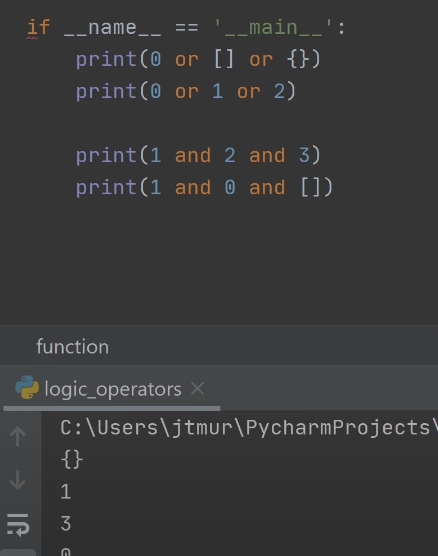 if __name__ == '__main__':
print(0 or [] or {})
print(0 or 1 or 2)
print(1 and 2 and 3)
print(1 and 0 and [])
function
logic_operators
C:\Users\jtmur\PycharmProjects\
{}
1
3
0